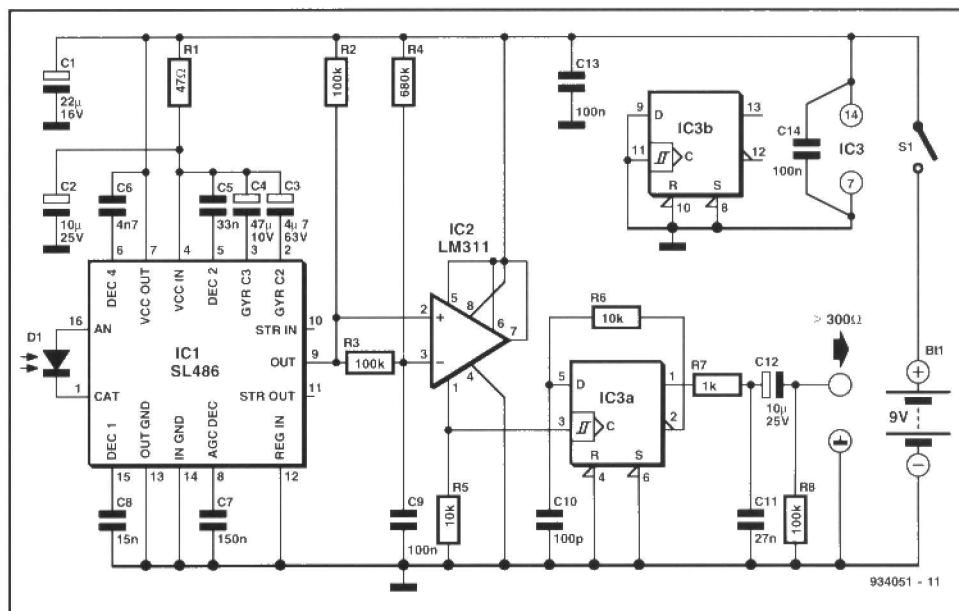 C1
22µ
16V
R1
47Ω
R2
100k
R4
680k
C13
100n
9
D
11
C
IC3b
13
12
R
S
10
8
C14
100n
14
IC3
7
S1
C2
10µ
25V
C6
4n7
C5
33n
C4
47µ
10V
C3
4µ7
63V
6
7
4
5
3
2
DEC 4
VCC OUT
VCC IN
DEC 2
GYR C3
GYR C2
D1
16
AN
1
CAT
IC1
SL486
STR IN
10
OUT
9
STR OUT
11
DEC 1
OUT GND
IN GND
AGC DEC
REG IN
15
13
14
8
12
C8
15n
C7
150n
R3
100k
IC2
LM311
2
+
3
–
5
8
6
7
1
4
R6
10k
5
D
3
C
IC3a
1
2
R
S
4
6
R7
1k
C12
10µ
25V
> 300Ω
Bt1
+
9V
–
C9
100n
R5
10k
C10
100p
C11
27n
R8
100k
934051 - 11